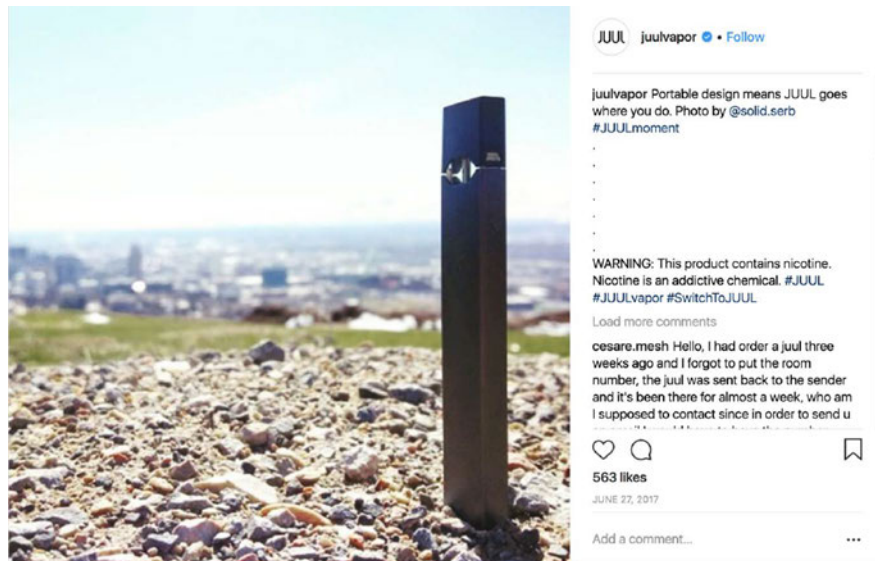 JUUL
juulvapor • Follow
juulvapor Portable design means JUUL goes
where you do. Photo by @solid.serb
#JUULmoment
.
.
.
.
.
.
.
WARNING: This product contains nicotine.
Nicotine is an addictive chemical. #JUUL
#JUULvapor #SwitchToJUUL
Load more comments
cesare.mesh Hello, I had order a juul three
weeks ago and I forgot to put the room
number, the juul was sent back to the sender
and it's been there for almost a week, who am
I supposed to contact since in order to send u
563 likes
JUNE 27, 2017
Add a comment...